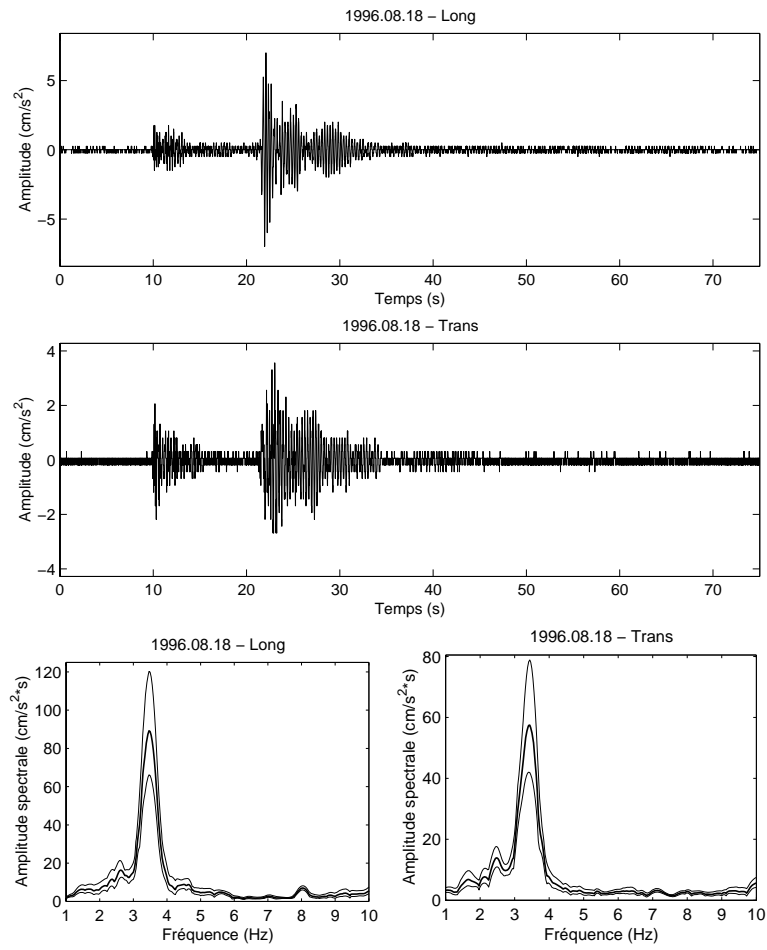 1996.08.18 – Long
5
0
−5
Amplitude (cm/s²)
0 10 20 30 40 50 60 70
Temps (s)
1996.08.18 – Trans
4
2
0
−2
−4
Amplitude (cm/s²)
0 10 20 30 40 50 60 70
Temps (s)
1996.08.18 – Long
120
100
80
60
40
20
0
Amplitude spectrale (cm/s²*s)
1 2 3 4 5 6 7 8 9 10
Fréquence (Hz)
1996.08.18 – Trans
80
60
40
20
0
Amplitude spectrale (cm/s²*s)
1 2 3 4 5 6 7 8 9 10
Fréquence (Hz)